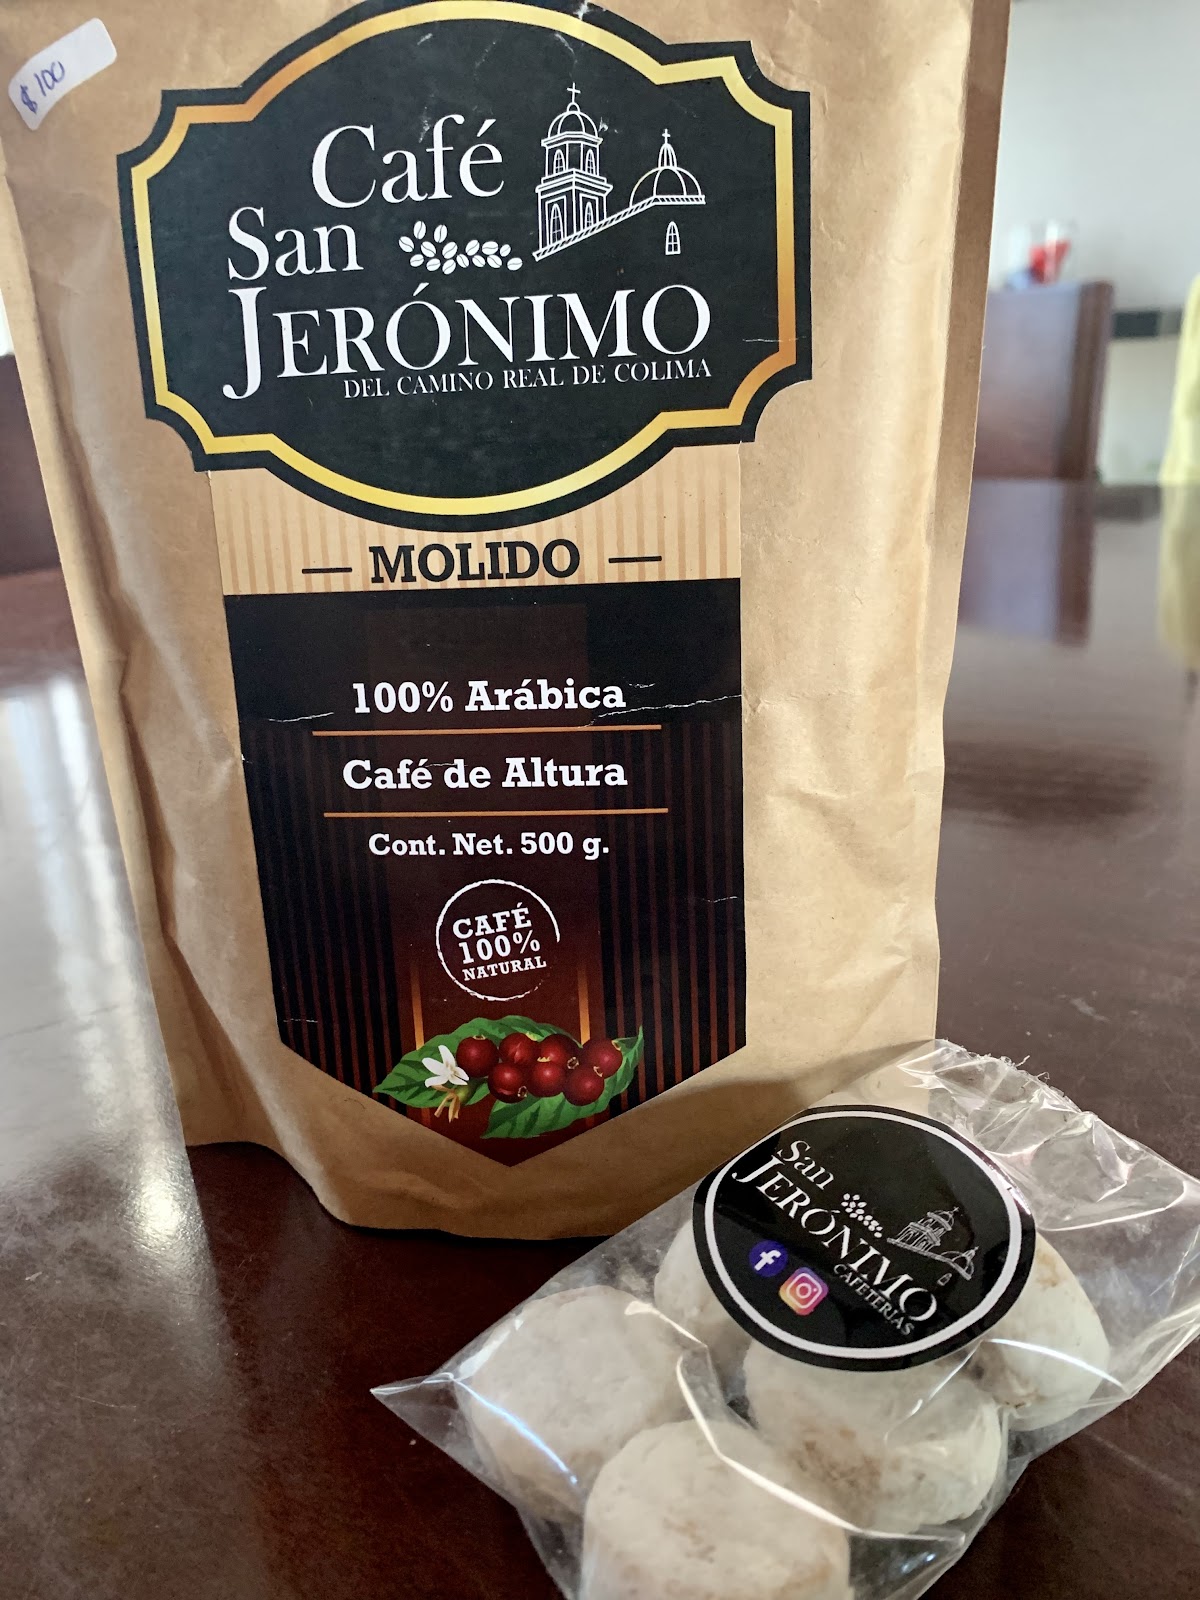 $100
Café
San
JERÓNIMO
DEL CAMINO REAL DE COLIMA
— MOLIDO —
100% Arábica
Café de Altura
Cont. Net. 500 g.
CAFÉ
100%
NATURAL
San
JERÓNIMO
CAFETERIAS